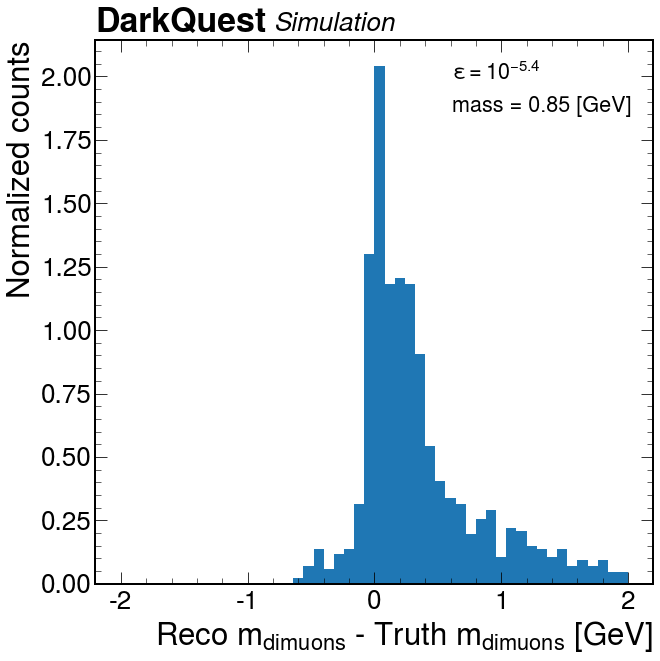 DarkQuest Simulation
ε = 10^−5.4
mass = 0.85 [GeV]
Normalized counts
2.00
1.75
1.50
1.25
1.00
0.75
0.50
0.25
0.00
-2 -1 0 1 2
Reco m_dimuons - Truth m_dimuons [GeV]